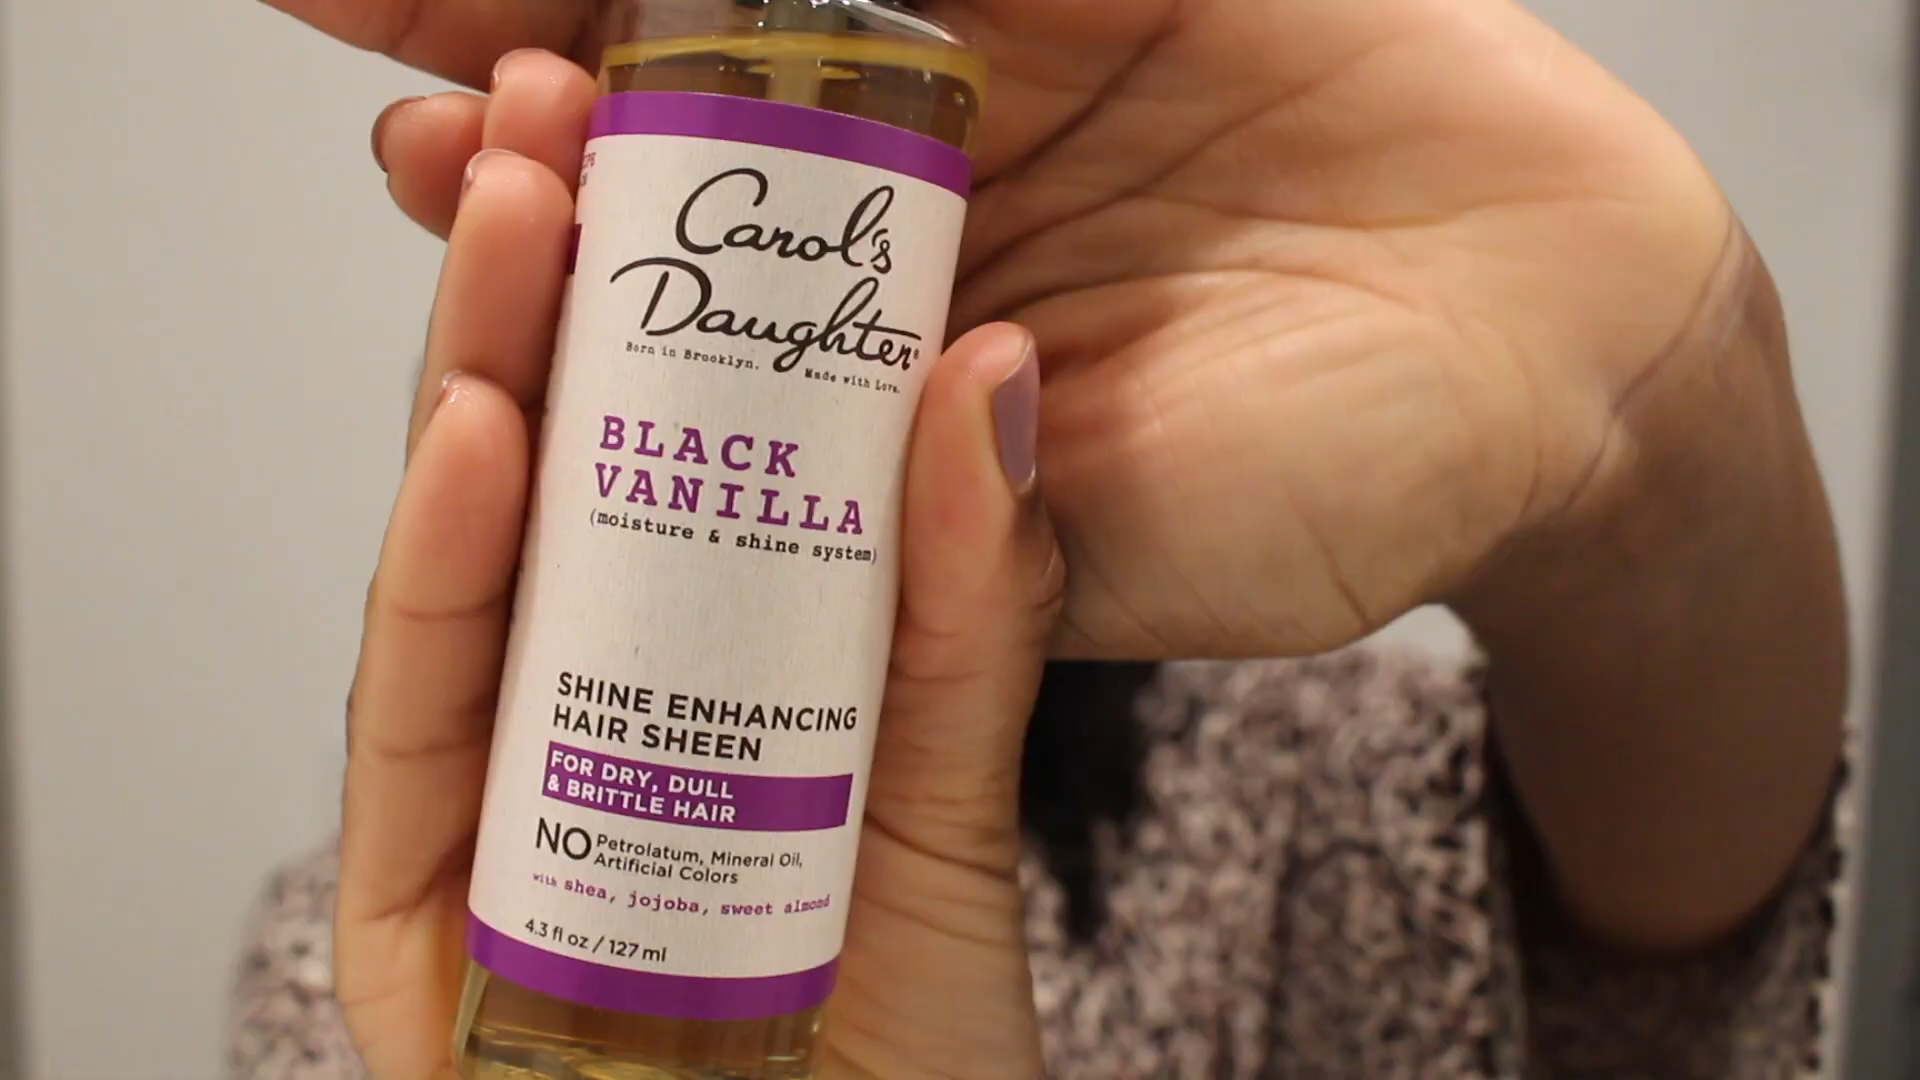 Carol's
Daughter®
Born in Brooklyn. Made with Love.
BLACK
VANILLA
(moisture & shine system)
SHINE ENHANCING
HAIR SHEEN
FOR DRY, DULL
& BRITTLE HAIR
NO Petrolatum, Mineral Oil,
Artificial Colors
with shea, jojoba, sweet almond
4.3 fl oz / 127 ml